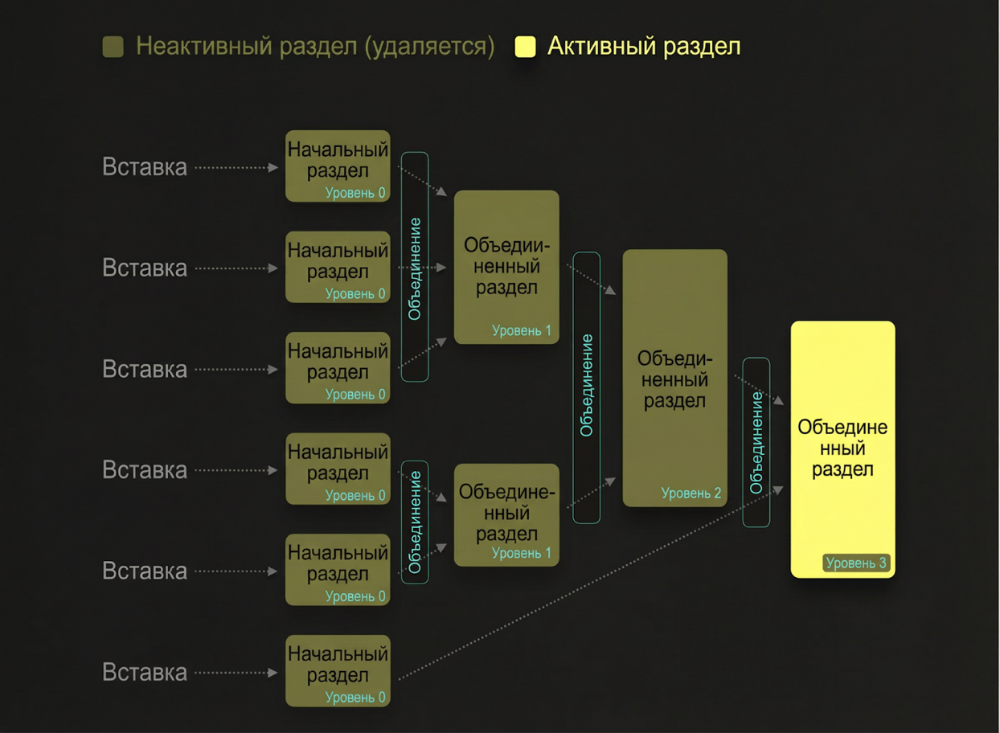 Неактивный раздел (удаляется)
Активный раздел
Вставка
Начальный
раздел
Уровень 0
Вставка
Начальный
раздел
Уровень 0
Вставка
Начальный
раздел
Уровень 0
Объединение
Объедии-
ненный
раздел
Уровень 1
Вставка
Начальный
раздел
Уровень 0
Вставка
Начальный
раздел
Уровень 0
Объединение
Объедине-
нный
раздел
Уровень 1
Объединение
Объеди-
ненный
раздел
Уровень 2
Вставка
Начальный
раздел
Уровень 0
Объединение
Объедине
нный
раздел
Уровень 3